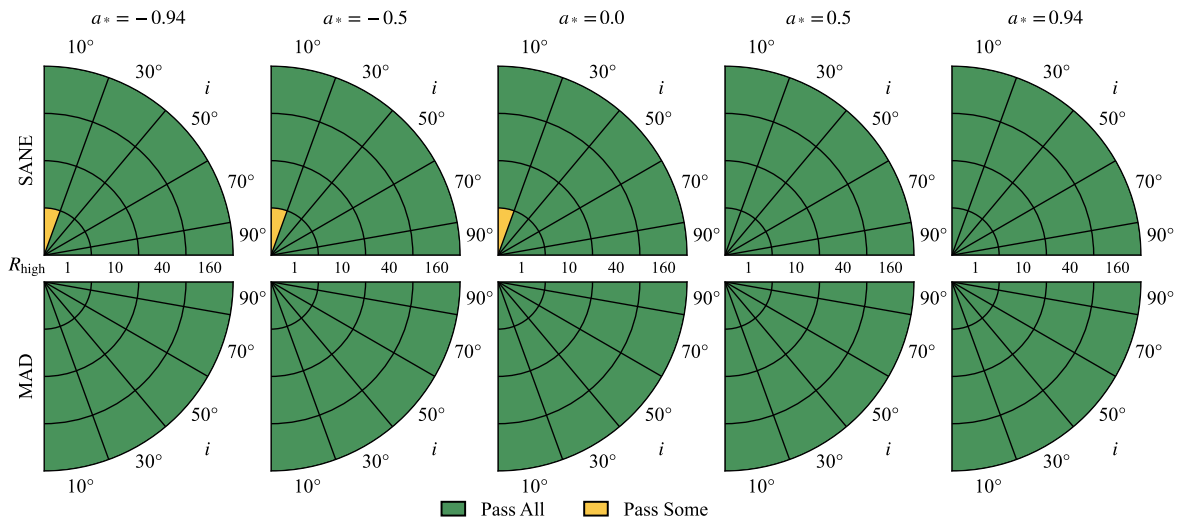 a* = −0.94 a* = −0.5 a* = 0.0 a* = 0.5 a* = 0.94
10° 10° 10° 10° 10°
30° 30° 30° 30° 30°
i i i i i
50° 50° 50° 50° 50°
SANE
70° 70° 70° 70° 70°
90° 90° 90° 90° 90°
R_high 1 10 40 160 1 10 40 160 1 10 40 160 1 10 40 160 1 10 40 160
90° 90° 90° 90° 90°
70° 70° 70° 70° 70°
MAD
50° 50° 50° 50° 50°
i i i i i
30° 30° 30° 30° 30°
10° 10° 10° 10° 10°
Pass All Pass Some